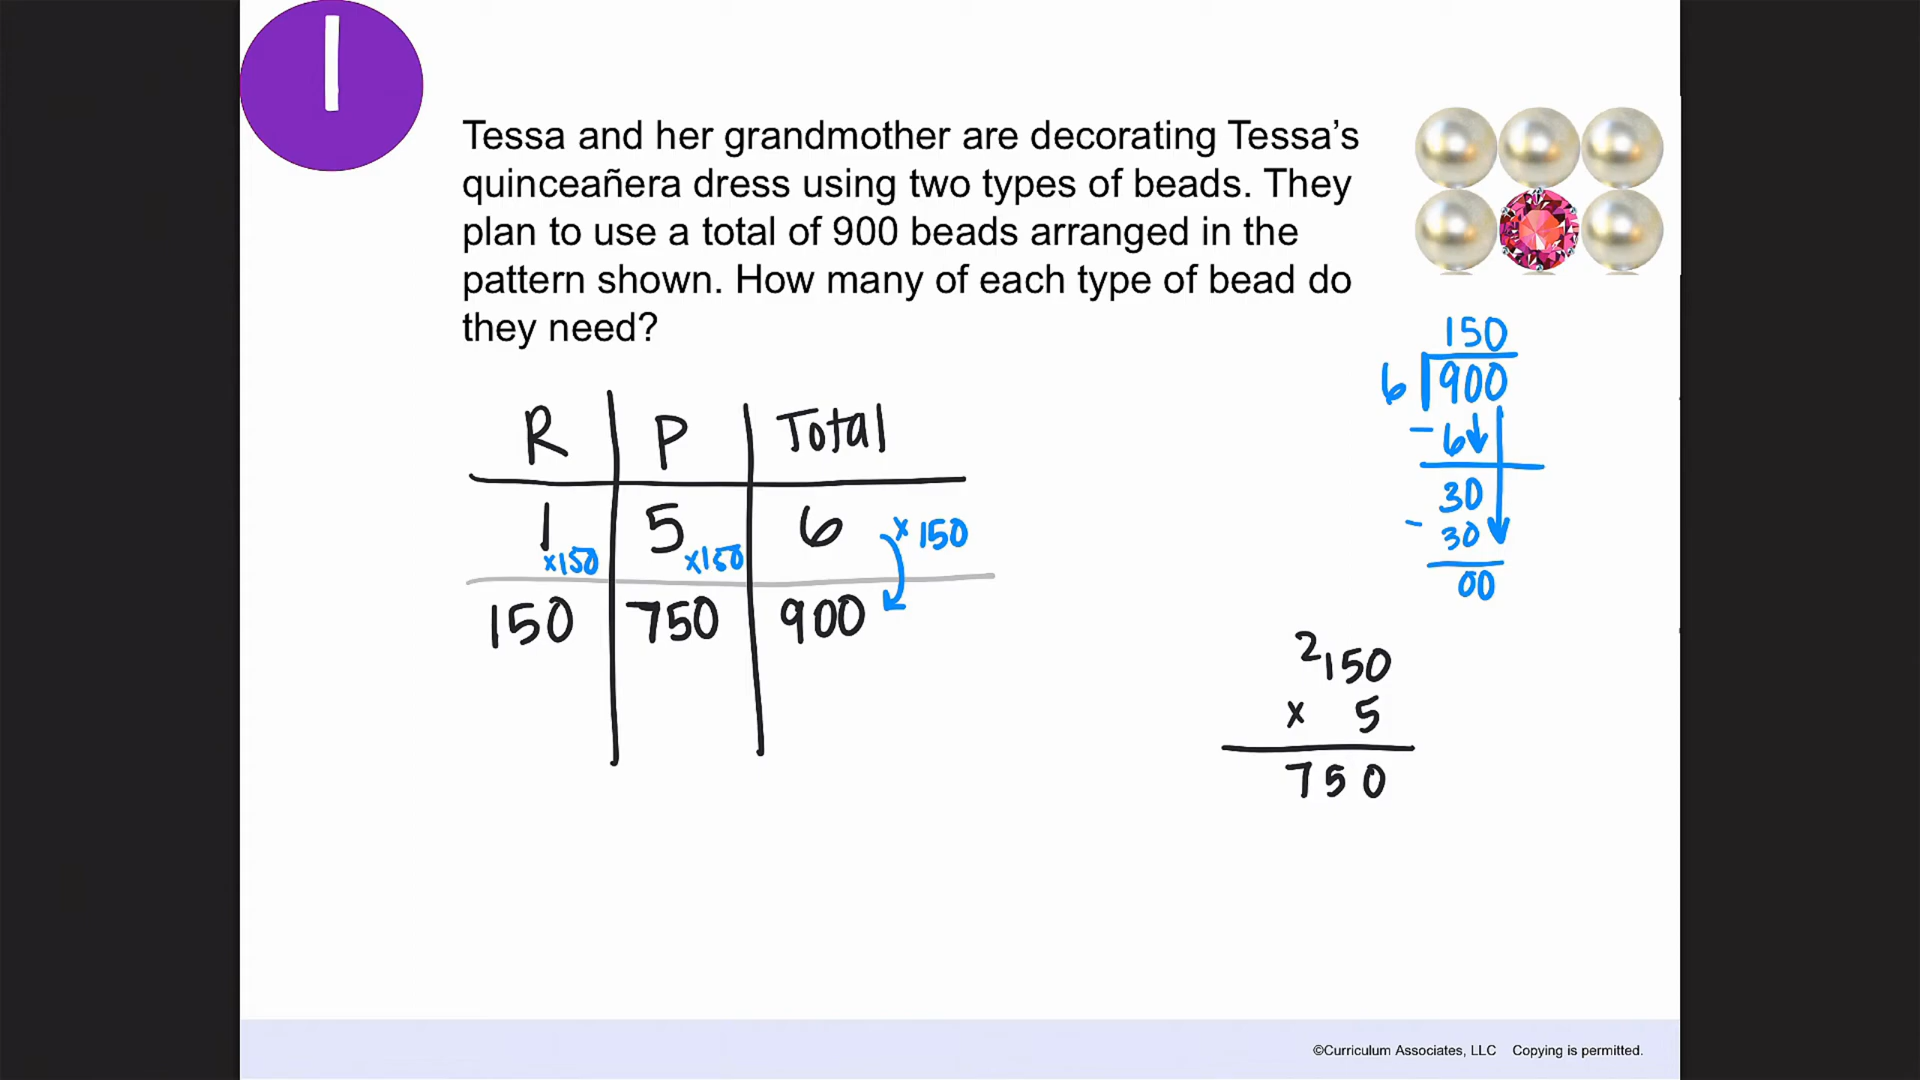 1
Tessa and her grandmother are decorating Tessa’s
quinceañera dress using two types of beads. They
plan to use a total of 900 beads arranged in the
pattern shown. How many of each type of bead do
they need?
R P Total
1 5 6 x 150
x150 x150
150 750 900
150
6 900
- 6
30
- 30
00
2
150
x 5
750
©Curriculum Associates, LLC Copying is permitted.